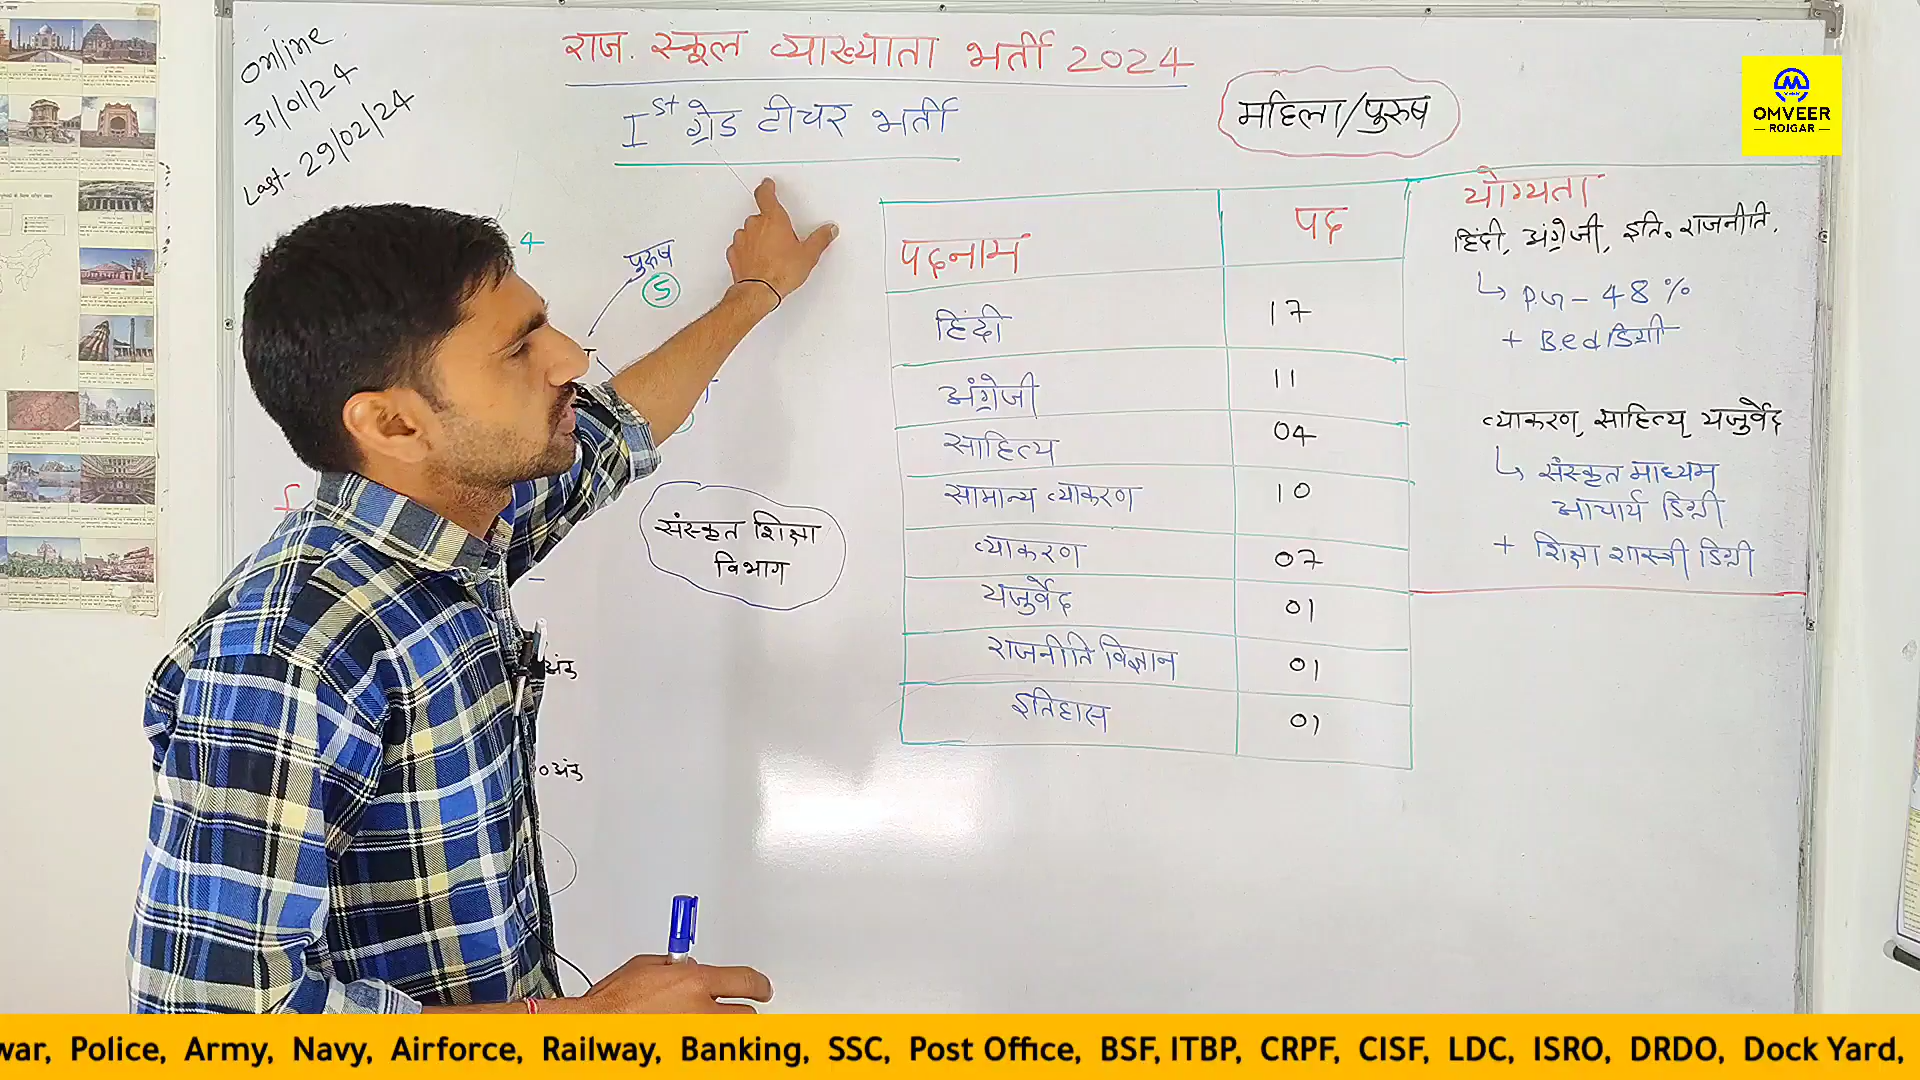 online
31/01/24
Last- 29/02/24
राज. स्कूल व्याख्याता भर्ती 2024
Iˢᵗ ग्रेड टीचर भर्ती
महिला/पुरुष
OMVEER
ROJGAR
4
पुरुष
5
संस्कृत शिक्षा
विभाग
अंक
०अंक
पदनाम पद
हिंदी 17
अंग्रेजी 11
साहित्य 04
सामान्य व्याकरण 10
व्याकरण 07
यजुर्वेद 01
राजनीति विज्ञान 01
इतिहास 01
योग्यता
हिंदी, अंग्रेजी, इति० राजनीति.
↳ P.G - 48 %
+ B.ed डिग्री
व्याकरण, साहित्य, यजुर्वेद
↳ संस्कृत माध्यम
आचार्य डिग्री
+ शिक्षा शास्त्री डिग्री
war, Police, Army, Navy, Airforce, Railway, Banking, SSC, Post Office, BSF, ITBP, CRPF, CISF, LDC, ISRO, DRDO, Dock Yard,